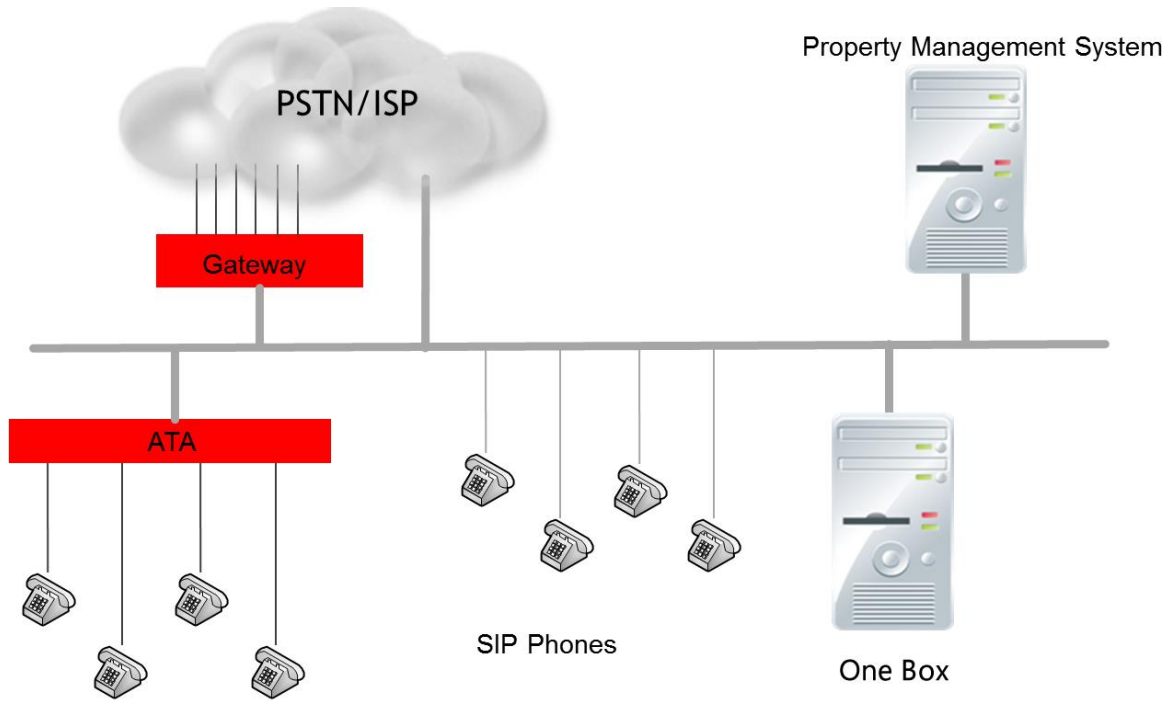 Property Management System
PSTN/ISP
Gateway
ATA
SIP Phones
One Box